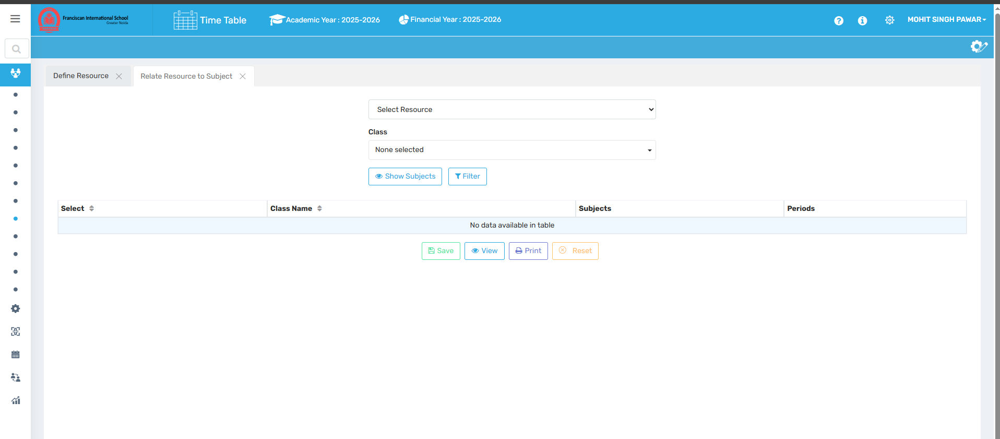 Franciscan International School
Greater Noida
Time Table
Academic Year : 2025-2026
Financial Year : 2025-2026
MOHIT SINGH PAWAR
Define Resource
Relate Resource to Subject
Select Resource
Class
None selected
Show Subjects
Filter
Select
Class Name
Subjects
Periods
No data available in table
Save
View
Print
Reset